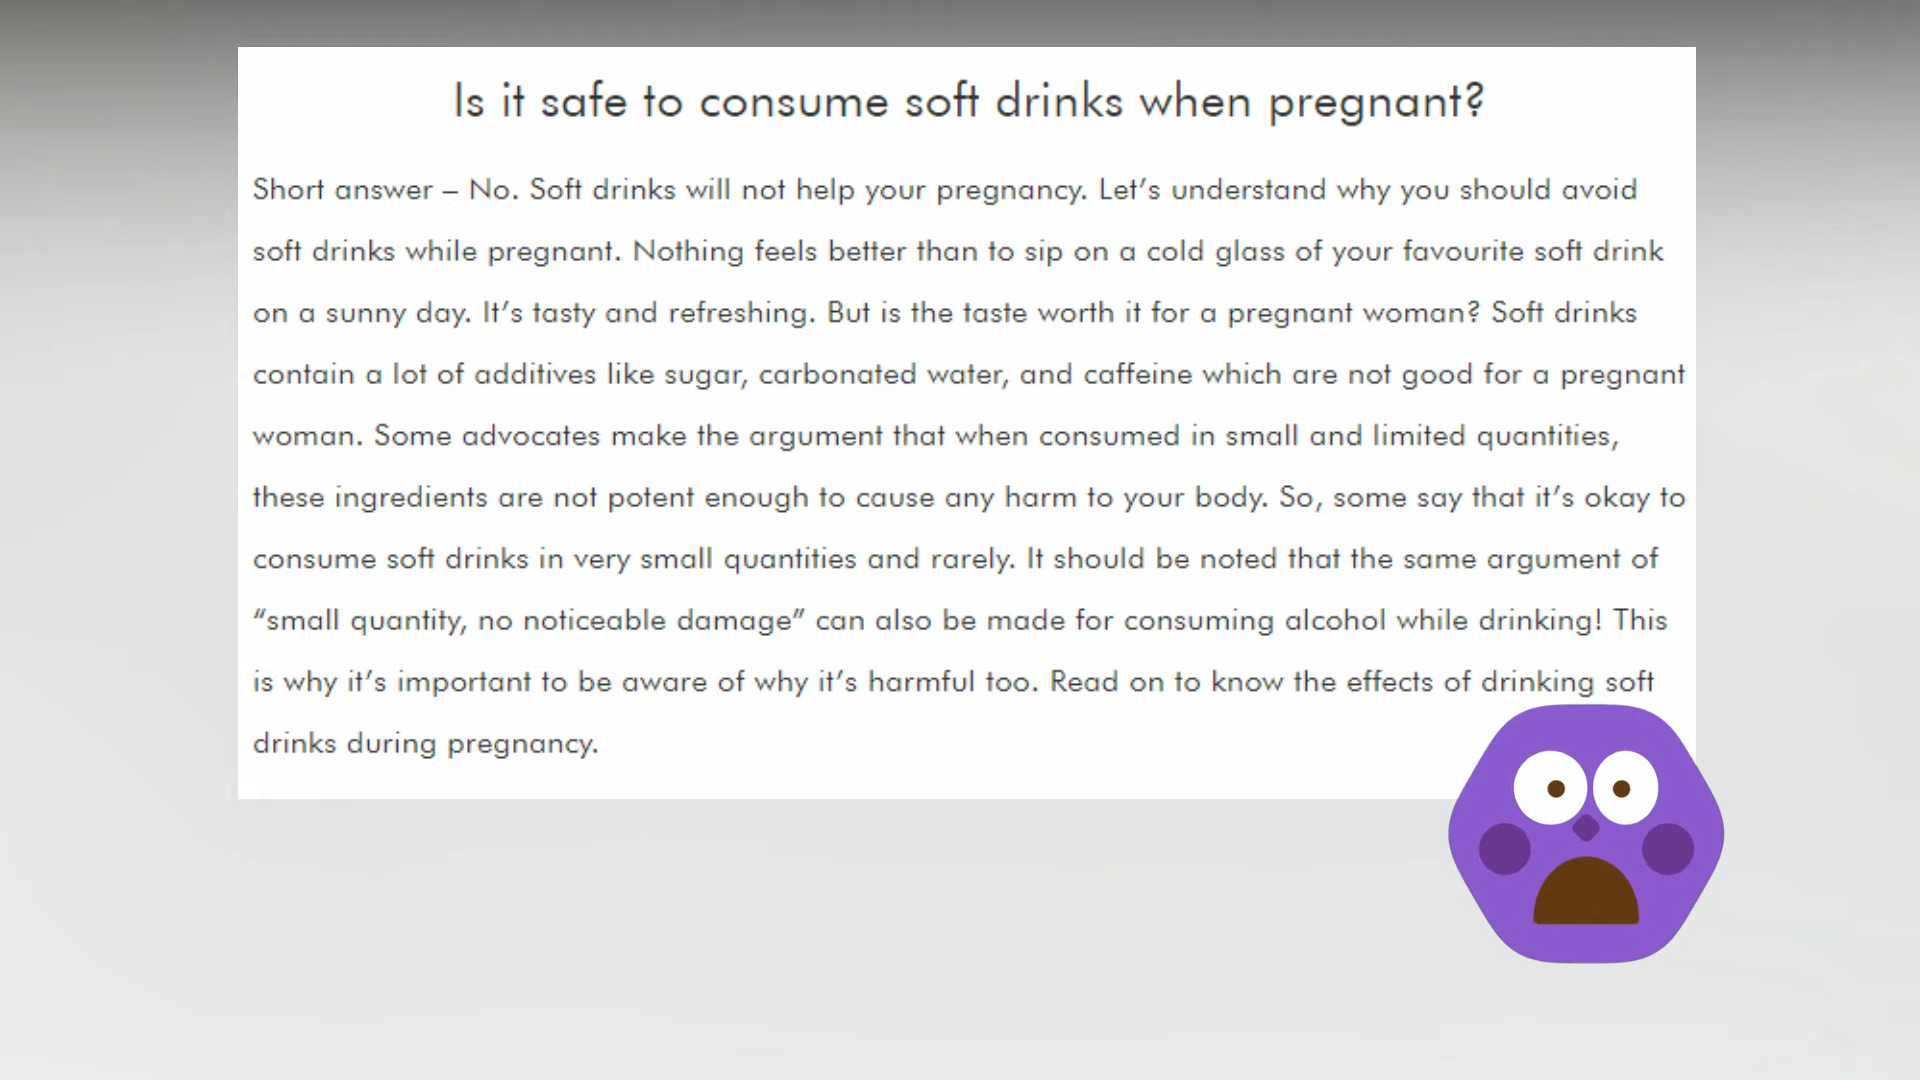 Is it safe to consume soft drinks when pregnant?
Short answer – No. Soft drinks will not help your pregnancy. Let’s understand why you should avoid
soft drinks while pregnant. Nothing feels better than to sip on a cold glass of your favourite soft drink
on a sunny day. It’s tasty and refreshing. But is the taste worth it for a pregnant woman? Soft drinks
contain a lot of additives like sugar, carbonated water, and caffeine which are not good for a pregnant
woman. Some advocates make the argument that when consumed in small and limited quantities,
these ingredients are not potent enough to cause any harm to your body. So, some say that it’s okay to
consume soft drinks in very small quantities and rarely. It should be noted that the same argument of
“small quantity, no noticeable damage” can also be made for consuming alcohol while drinking! This
is why it’s important to be aware of why it’s harmful too. Read on to know the effects of drinking soft
drinks during pregnancy.